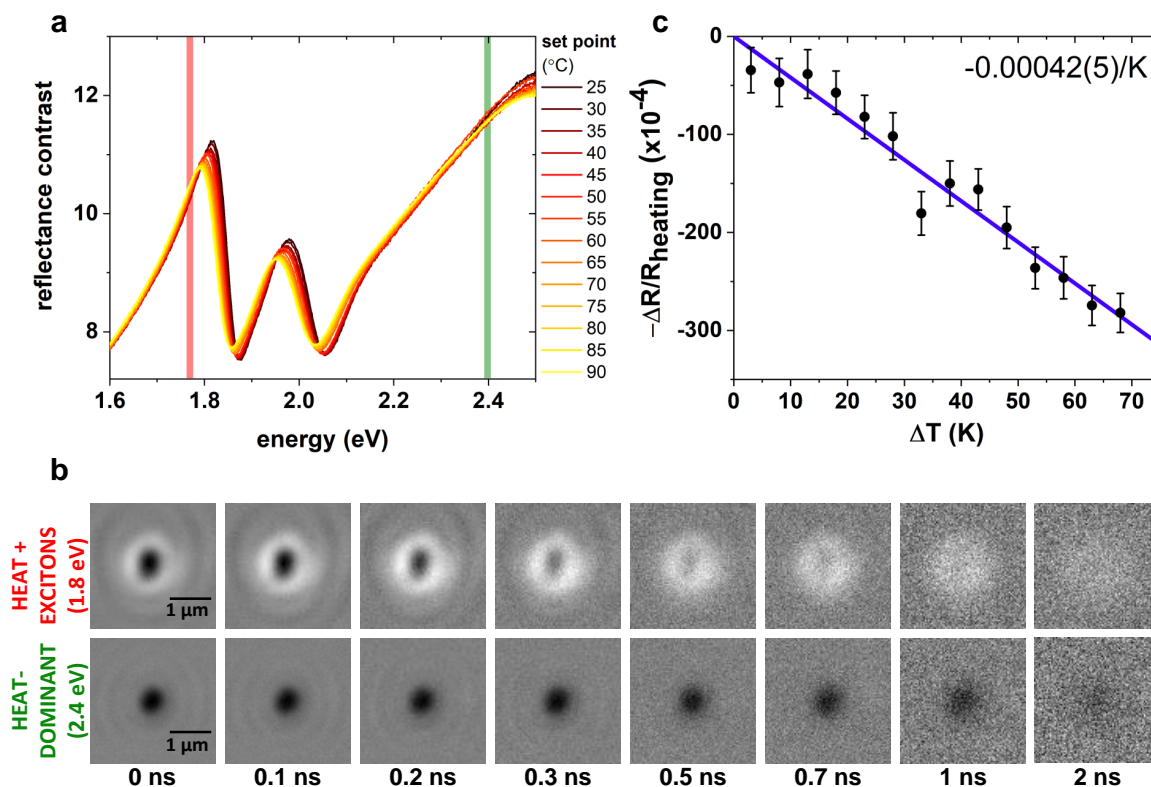 a
set point
(°C)
25
30
35
40
45
50
55
60
65
70
75
80
85
90
reflectance contrast
12
10
8
1.6
1.8
2.0
2.2
2.4
energy (eV)
c
-0.00042(5)/K
−ΔR/Rheating (x10-4)
0
-100
-200
-300
0
10
20
30
40
50
60
70
ΔT (K)
b
HEAT +
EXCITONS
(1.8 eV)
1 µm
HEAT-
DOMINANT
(2.4 eV)
1 µm
0 ns
0.1 ns
0.2 ns
0.3 ns
0.5 ns
0.7 ns
1 ns
2 ns